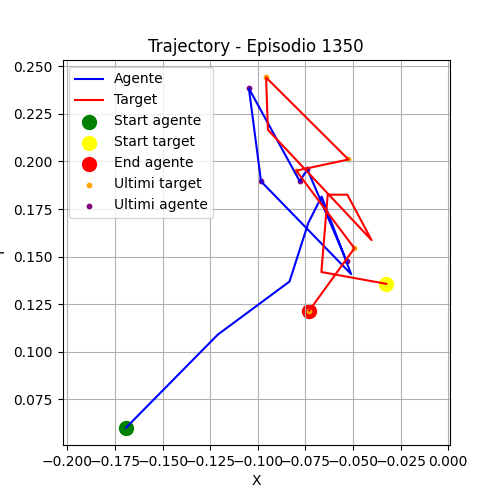 Trajectory - Episodio 1350
0.250
0.225
0.200
0.175
0.150
0.125
0.100
0.075
Agente
Target
Start agente
Start target
End agente
Ultimi target
Ultimi agente
−0.200 −0.175 −0.150 −0.125 −0.100 −0.075 −0.050 −0.025 0.000
X